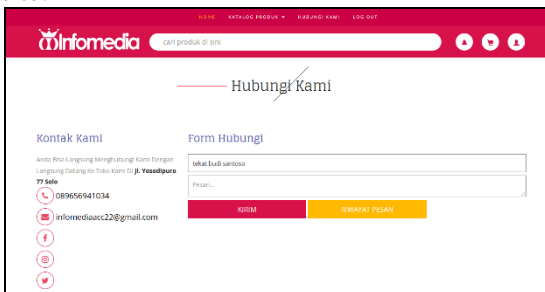 HOME KATALOG PRODUK HUBUNGI KAMI LOG OUT
Infomedia
cari produk di sini
Hubungi Kami
Kontak Kami
Anda Bisa Langsung Menghubungi Kami Dengan
Langsung Datang Ke Toko Kami Di Jl. Yosodipuro
77 Solo
089656941034
infomediaacc22@gmail.com
Form Hubungi
tekat budi santoso
Pesan...
KIRIM RIWAYAT PESAN